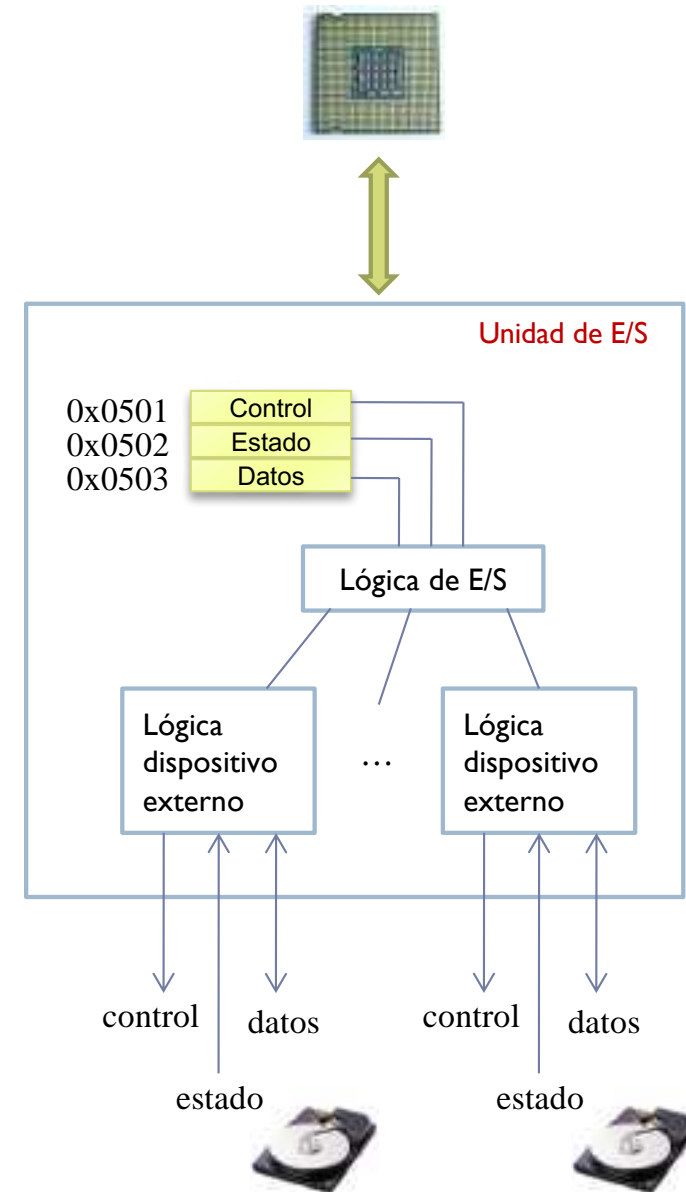 Unidad de E/S
0x0501 Control
0x0502 Estado
0x0503 Datos
Lógica de E/S
Lógica
dispositivo
externo
...
Lógica
dispositivo
externo
control datos
estado
control datos
estado